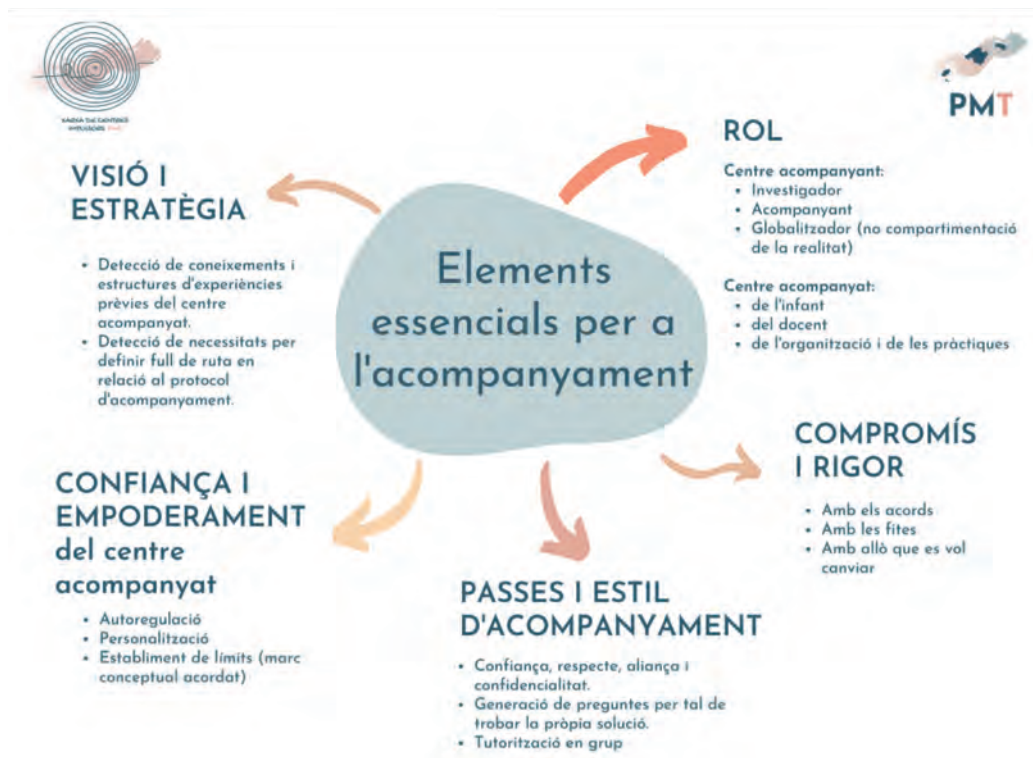 XARXA DE CENTRES
IMPULSORS PMT
PMT
Elements
essencials per a
l'acompanyament
VISIÓ I
ESTRATÈGIA
• Detecció de coneixements i
estructures d'experiències
prèvies del centre
acompanyat.
• Detecció de necessitats per
definir full de ruta en
relació al protocol
d'acompanyament.
ROL
Centre acompanyant:
• Investigador
• Acompanyant
• Globalitzador (no compartimentació
de la realitat)
Centre acompanyat:
• de l'infant
• del docent
• de l'organització i de les pràctiques
COMPROMÍS
I RIGOR
• Amb els acords
• Amb les fites
• Amb allò que es vol
canviar
CONFIANÇA I
EMPODERAMENT
del centre
acompanyat
• Autoregulació
• Personalització
• Establiment de límits (marc
conceptual acordat)
PASSES I ESTIL
D'ACOMPANYAMENT
• Confiança, respecte, aliança i
confidencialitat.
• Generació de preguntes per tal de
trobar la pròpia solució.
• Tutorització en grup